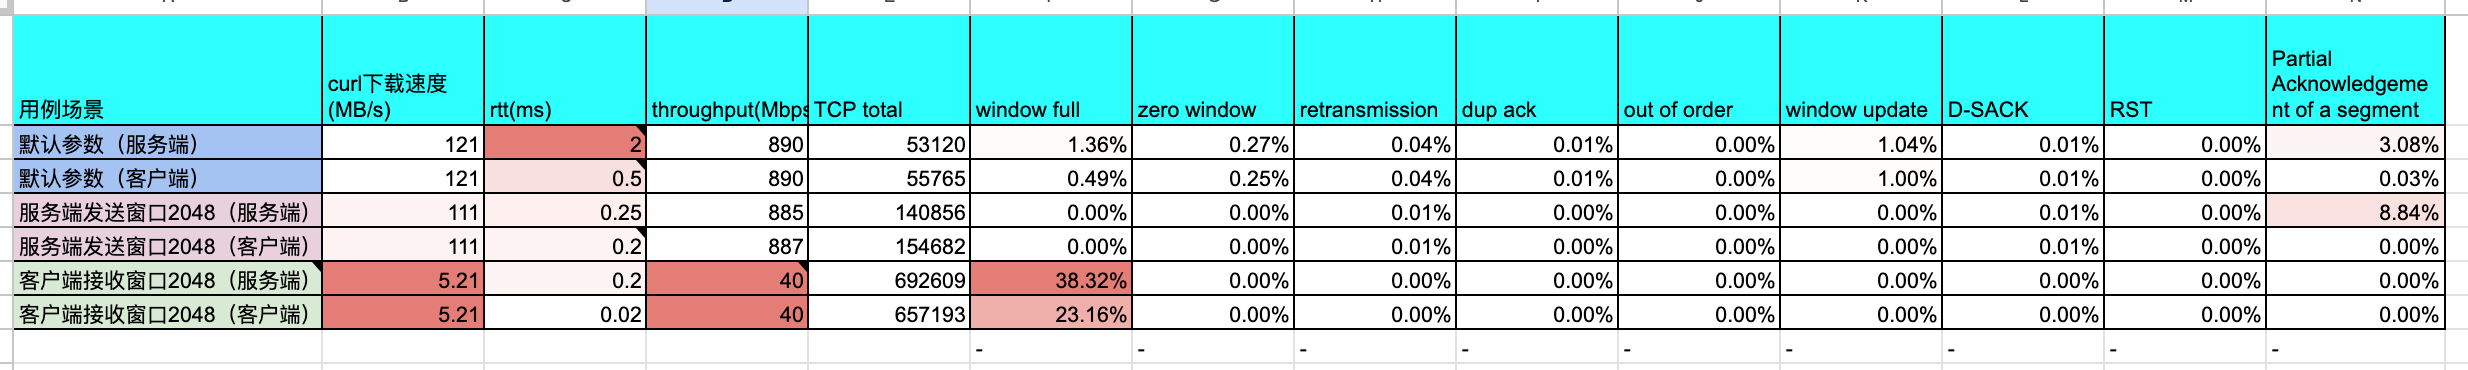 用例场景 curl下载速度(MB/s) rtt(ms) throughput(Mbps TCP total window full zero window retransmission dup ack out of order window update D-SACK RST Partial Acknowledgement of a segment
默认参数（服务端） 121 2 890 53120 1.36% 0.27% 0.04% 0.01% 0.00% 1.04% 0.01% 0.00% 3.08%
默认参数（客户端） 121 0.5 890 55765 0.49% 0.25% 0.04% 0.01% 0.00% 1.00% 0.01% 0.00% 0.03%
服务端发送窗口2048（服务端） 111 0.25 885 140856 0.00% 0.00% 0.01% 0.00% 0.00% 0.00% 0.01% 0.00% 8.84%
服务端发送窗口2048（客户端） 111 0.2 887 154682 0.00% 0.00% 0.01% 0.00% 0.00% 0.00% 0.01% 0.00% 0.00%
客户端接收窗口2048（服务端） 5.21 0.2 40 692609 38.32% 0.00% 0.00% 0.00% 0.00% 0.00% 0.00% 0.00% 0.00%
客户端接收窗口2048（客户端） 5.21 0.02 40 657193 23.16% 0.00% 0.00% 0.00% 0.00% 0.00% 0.00% 0.00% 0.00%
- - - - - - - - -